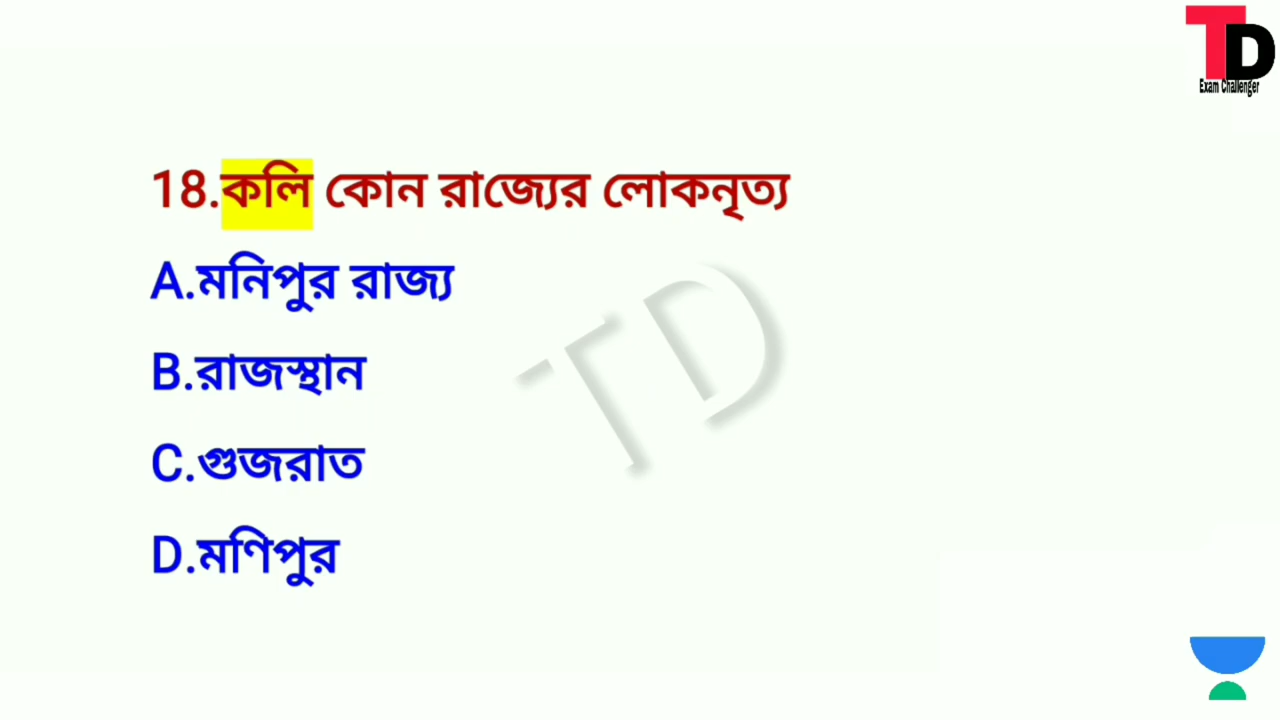 TD
Exam Challenger
18.কলি কোন রাজ্যের লোকনৃত্য
A.মনিপুর রাজ্য
B.রাজস্থান
C.গুজরাত
D.মণিপুর
TD